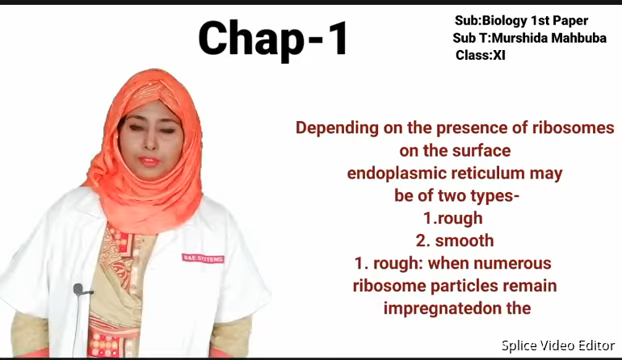 Chap-1
Sub:Biology 1st Paper
Sub T:Murshida Mahbuba
Class:XI
Depending on the presence of ribosomes
on the surface
endoplasmic reticulum may
be of two types-
1.rough
2. smooth
1. rough: when numerous
ribosome particles remain
impregnatedon the
Splice Video Editor